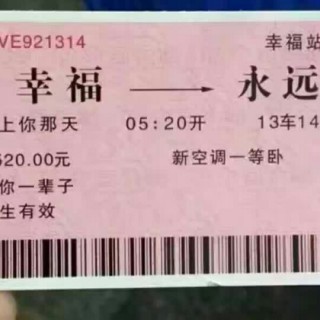 VE921314 幸福站
幸福 → 永远
上你那天 05:20开 13车14
520.00元 新空调一等卧
你一辈子
生有效